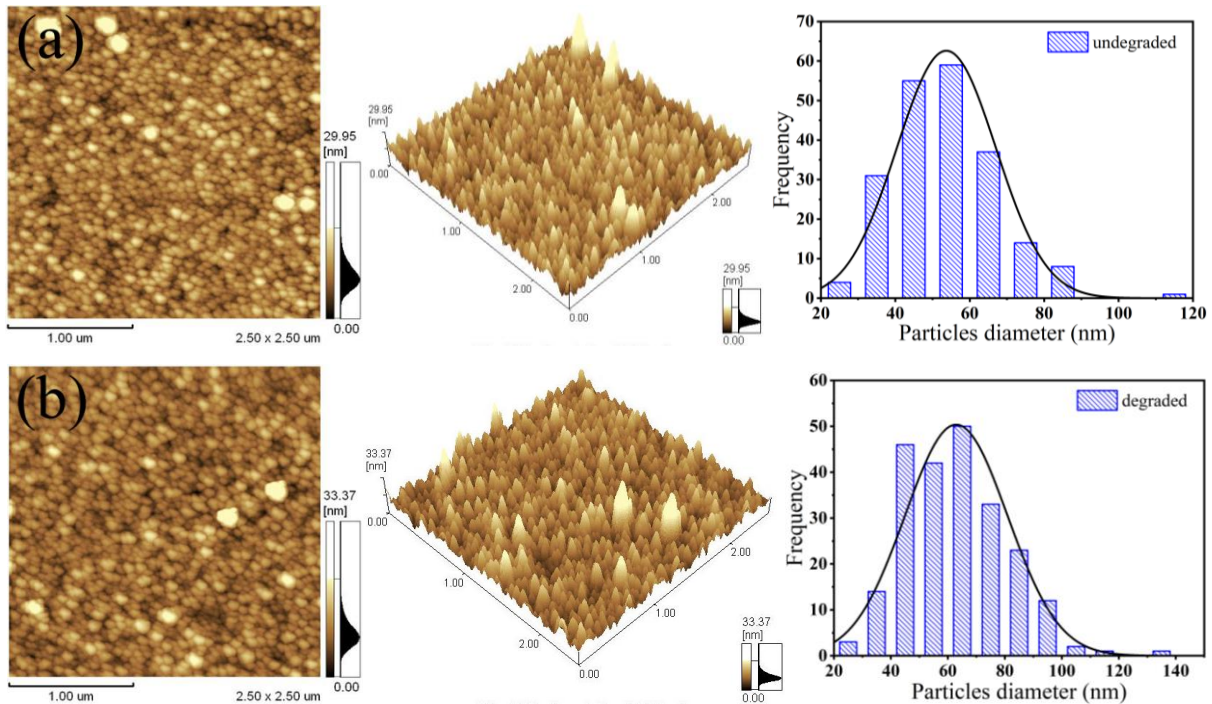 (a)
29.95
[nm]
0.00
1.00 um
2.50 x 2.50 um
29.95
[nm]
0.00
1.00
2.00
0.00
1.00
2.00
29.95
[nm]
0.00
undegraded
Frequency
70
60
50
40
30
20
10
0
20
40
60
80
100
120
Particles diameter (nm)
(b)
33.37
[nm]
0.00
1.00 um
2.50 x 2.50 um
33.37
[nm]
0.00
1.00
2.00
0.00
1.00
2.00
33.37
[nm]
0.00
degraded
Frequency
60
50
40
30
20
10
0
20
40
60
80
100
120
140
Particles diameter (nm)